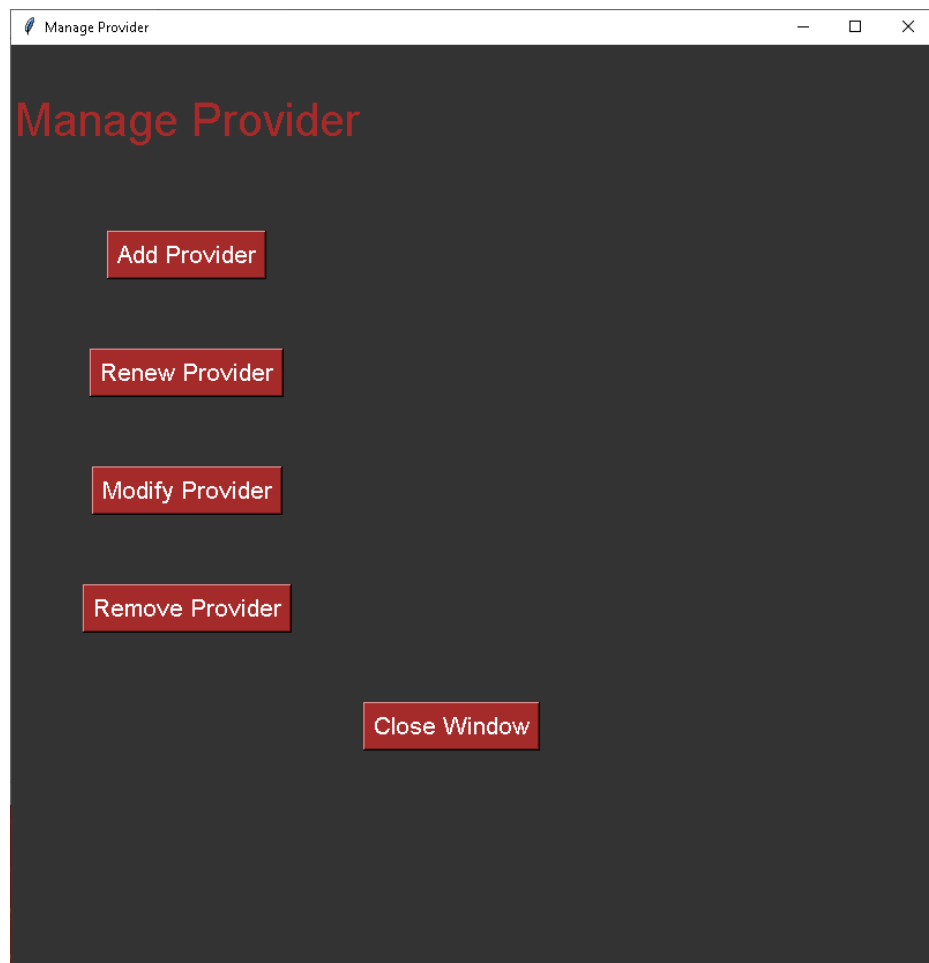 Manage Provider
Manage Provider
Add Provider
Renew Provider
Modify Provider
Remove Provider
Close Window